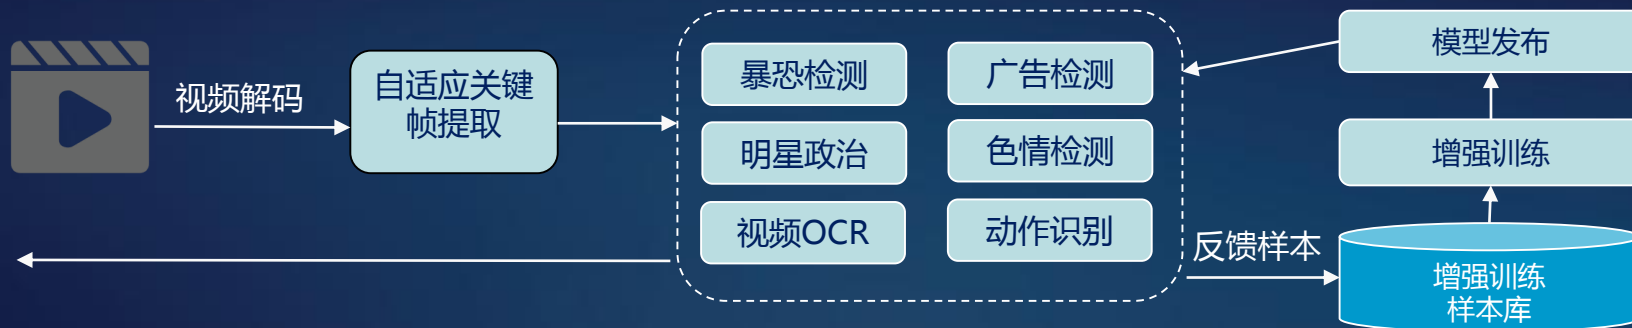 视频解码
自适应关键
帧提取
暴恐检测
广告检测
明星政治
色情检测
视频OCR
动作识别
反馈样本
模型发布
增强训练
增强训练
样本库